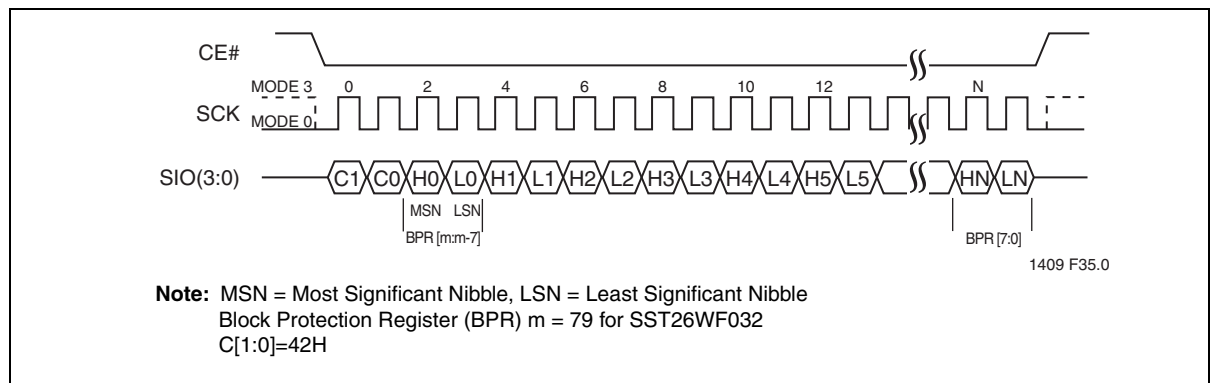 CE#
MODE 3 0 2 4 6 8 10 12 N
SCK
MODE 0
SIO(3:0) C1 C0 H0 L0 H1 L1 H2 L2 H3 L3 H4 L4 H5 L5 HN LN
MSN LSN
BPR [m:m-7] BPR [7:0]
1409 F35.0
Note: MSN = Most Significant Nibble, LSN = Least Significant Nibble
Block Protection Register (BPR) m = 79 for SST26WF032
C[1:0]=42H